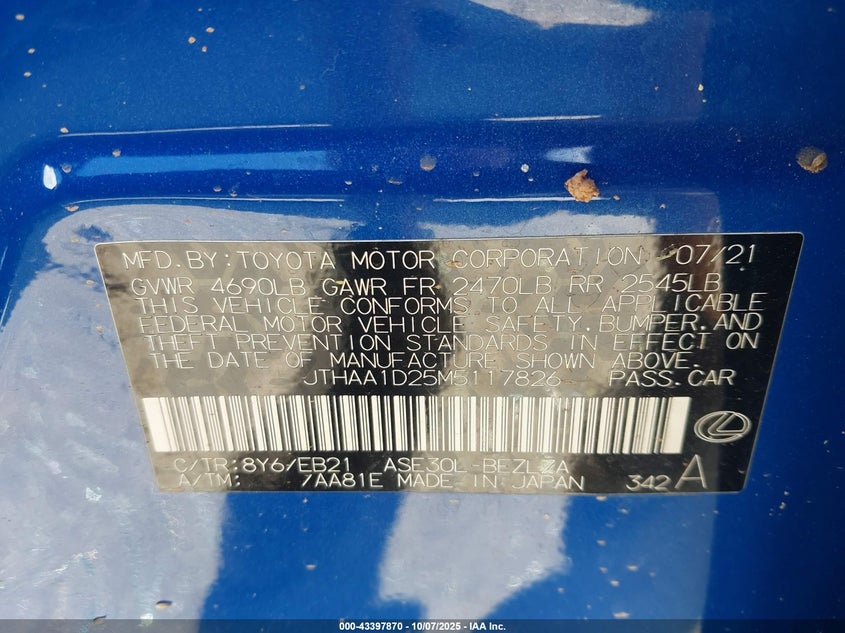 MFD.BY:TOYOTA MOTOR CORPORATION 07/21
GVWR 4690LB GAWR FR 2470LB RR 2545LB
THIS VEHICLE CONFORMS TO ALL APPLICABLE
FEDERAL MOTOR VEHICLE SAFETY,BUMPER,AND
THEFT PREVENTION STANDARDS IN EFFECT ON
THE DATE OF MANUFACTURE SHOWN ABOVE.
JTHAA1D25M5117826 PASS.CAR
C/TR:8Y6/EB21 ASE30L-BEZLZA
A/TM: 7AA81E MADE IN JAPAN 342 A
000-43397870 - 10/07/2025 - IAA Inc.